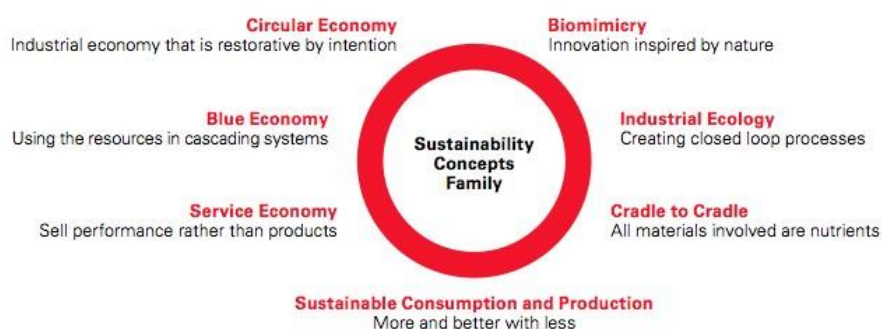 Circular Economy
Industrial economy that is restorative by intention
Biomimicry
Innovation inspired by nature
Blue Economy
Using the resources in cascading systems
Sustainability
Concepts
Family
Industrial Ecology
Creating closed loop processes
Service Economy
Sell performance rather than products
Cradle to Cradle
All materials involved are nutrients
Sustainable Consumption and Production
More and better with less